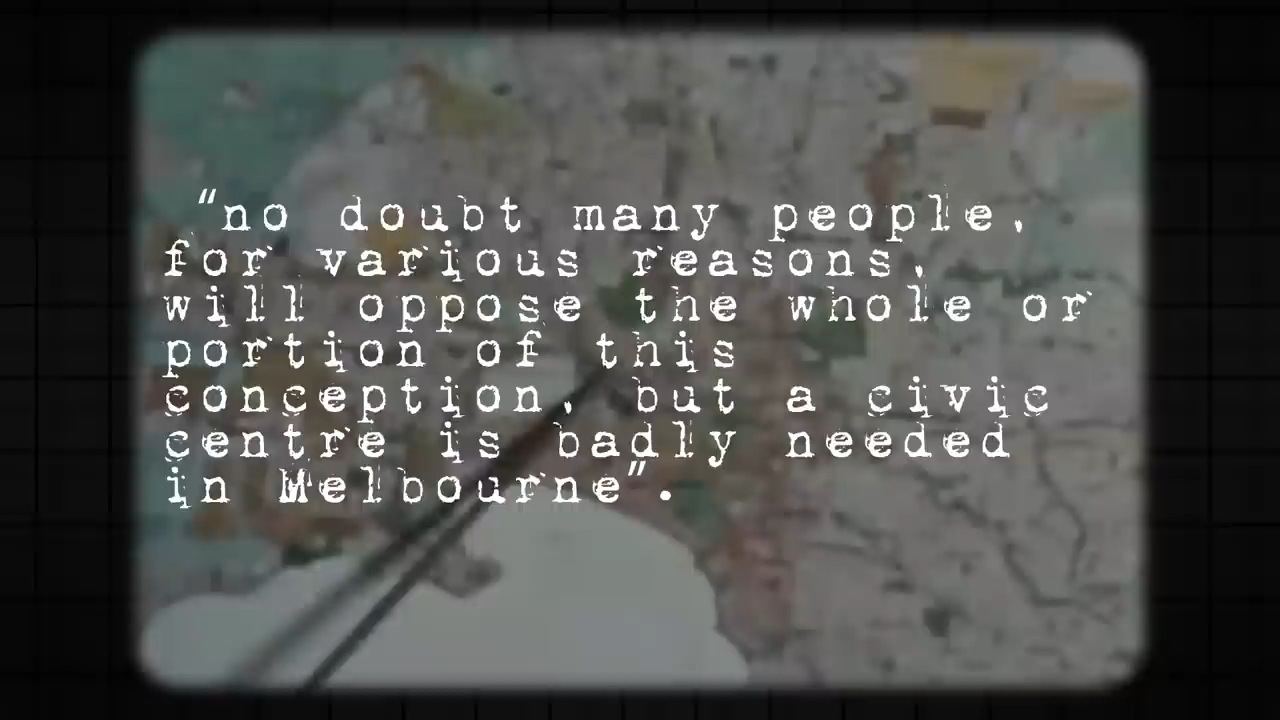 “no doubt many people,
for various reasons,
will oppose the whole or
portion of this
conception, but a civic
centre is badly needed
in Melbourne”.